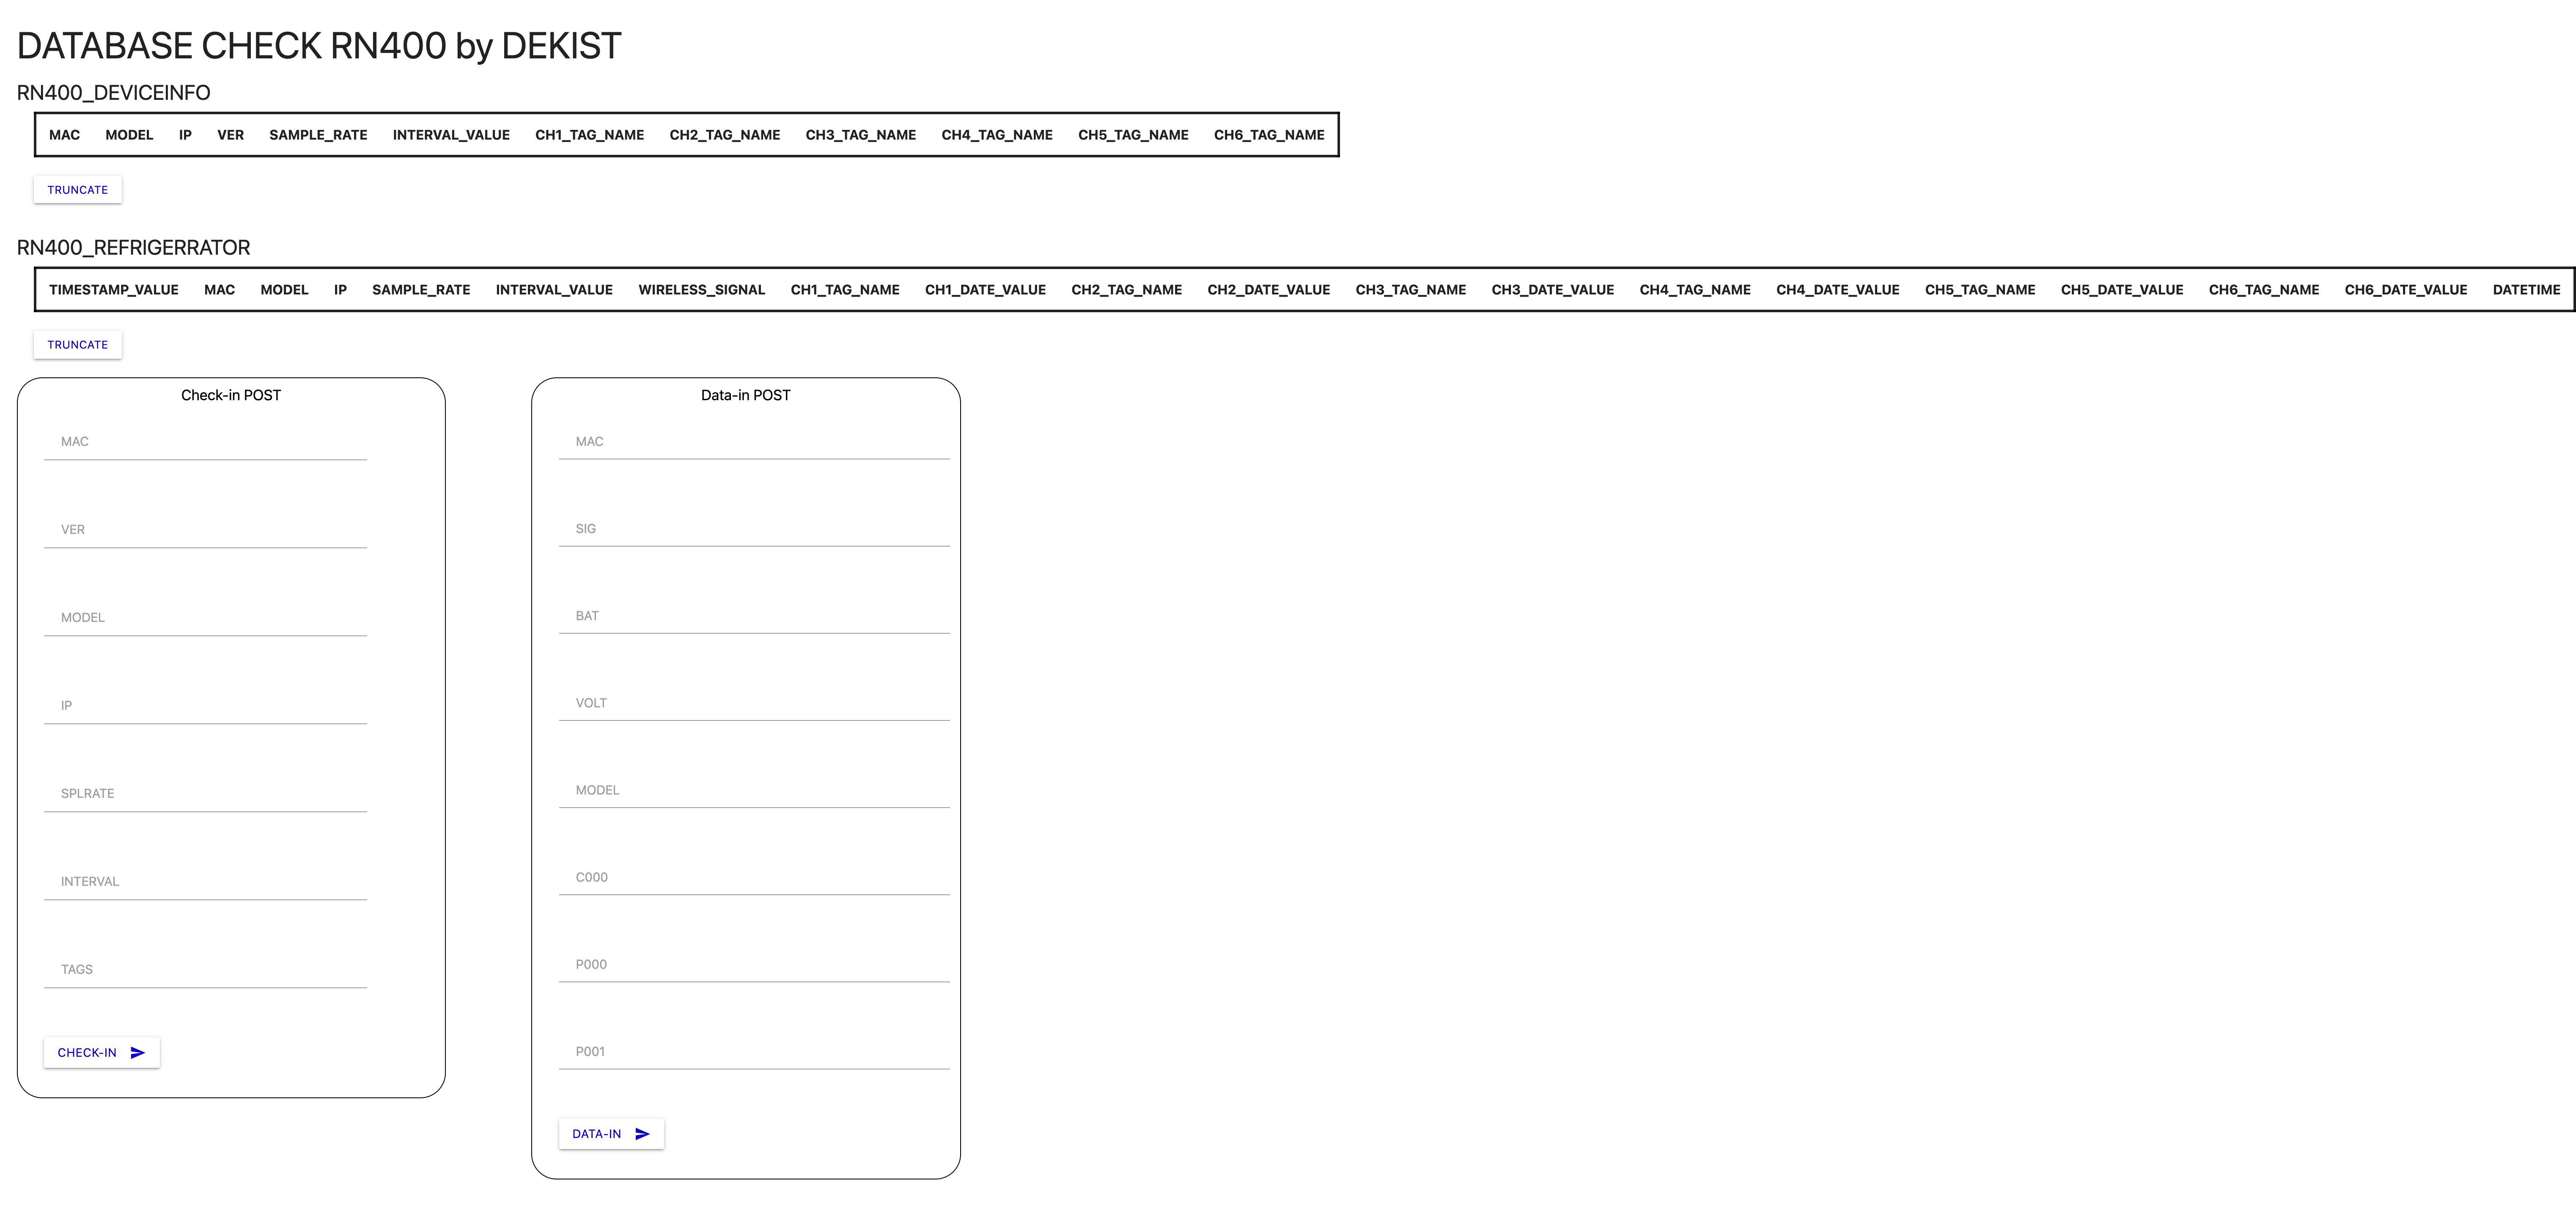 DATABASE CHECK RN400 by DEKIST
RN400_DEVICEINFO
MAC MODEL IP VER SAMPLE_RATE INTERVAL_VALUE CH1_TAG_NAME CH2_TAG_NAME CH3_TAG_NAME CH4_TAG_NAME CH5_TAG_NAME CH6_TAG_NAME
TRUNCATE
RN400_REFRIGERRATOR
TIMESTAMP_VALUE MAC MODEL IP SAMPLE_RATE INTERVAL_VALUE WIRELESS_SIGNAL CH1_TAG_NAME CH1_DATE_VALUE CH2_TAG_NAME CH2_DATE_VALUE CH3_TAG_NAME CH3_DATE_VALUE CH4_TAG_NAME CH4_DATE_VALUE CH5_TAG_NAME CH5_DATE_VALUE CH6_TAG_NAME CH6_DATE_VALUE DATETIME
TRUNCATE
Check-in POST
MAC
VER
MODEL
IP
SPLRATE
INTERVAL
TAGS
CHECK-IN
Data-in POST
MAC
SIG
BAT
VOLT
MODEL
C000
P000
P001
DATA-IN